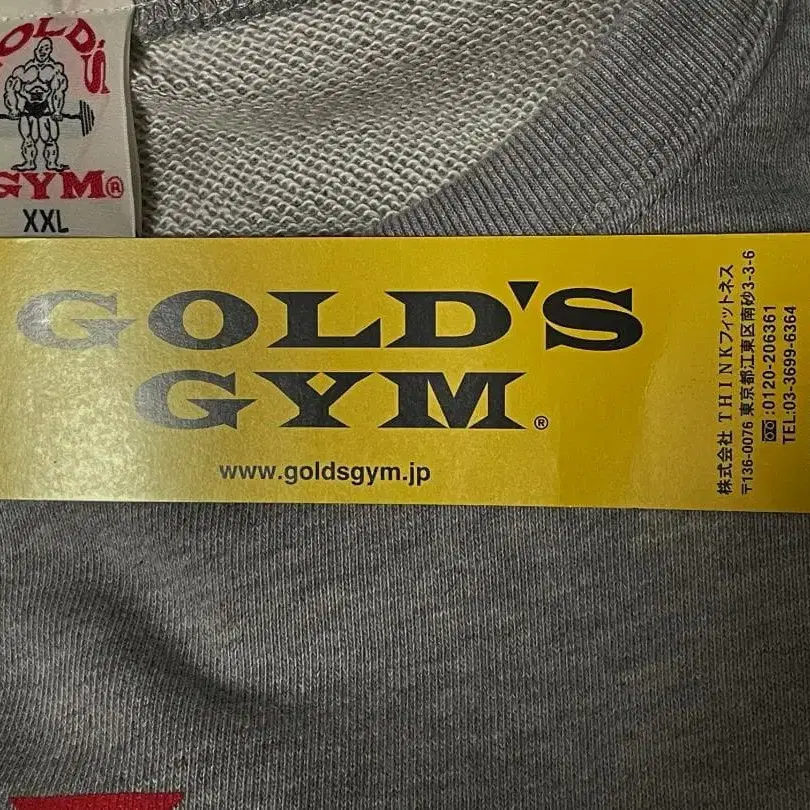 GOLD'S
GYM®
XXL
GOLD'S
GYM®
www.goldsgym.jp
株式会社 THINKフィットネス
〒136-0076 東京都江東区南砂3-3-6
:0120-206361
TEL:03-3699-6364